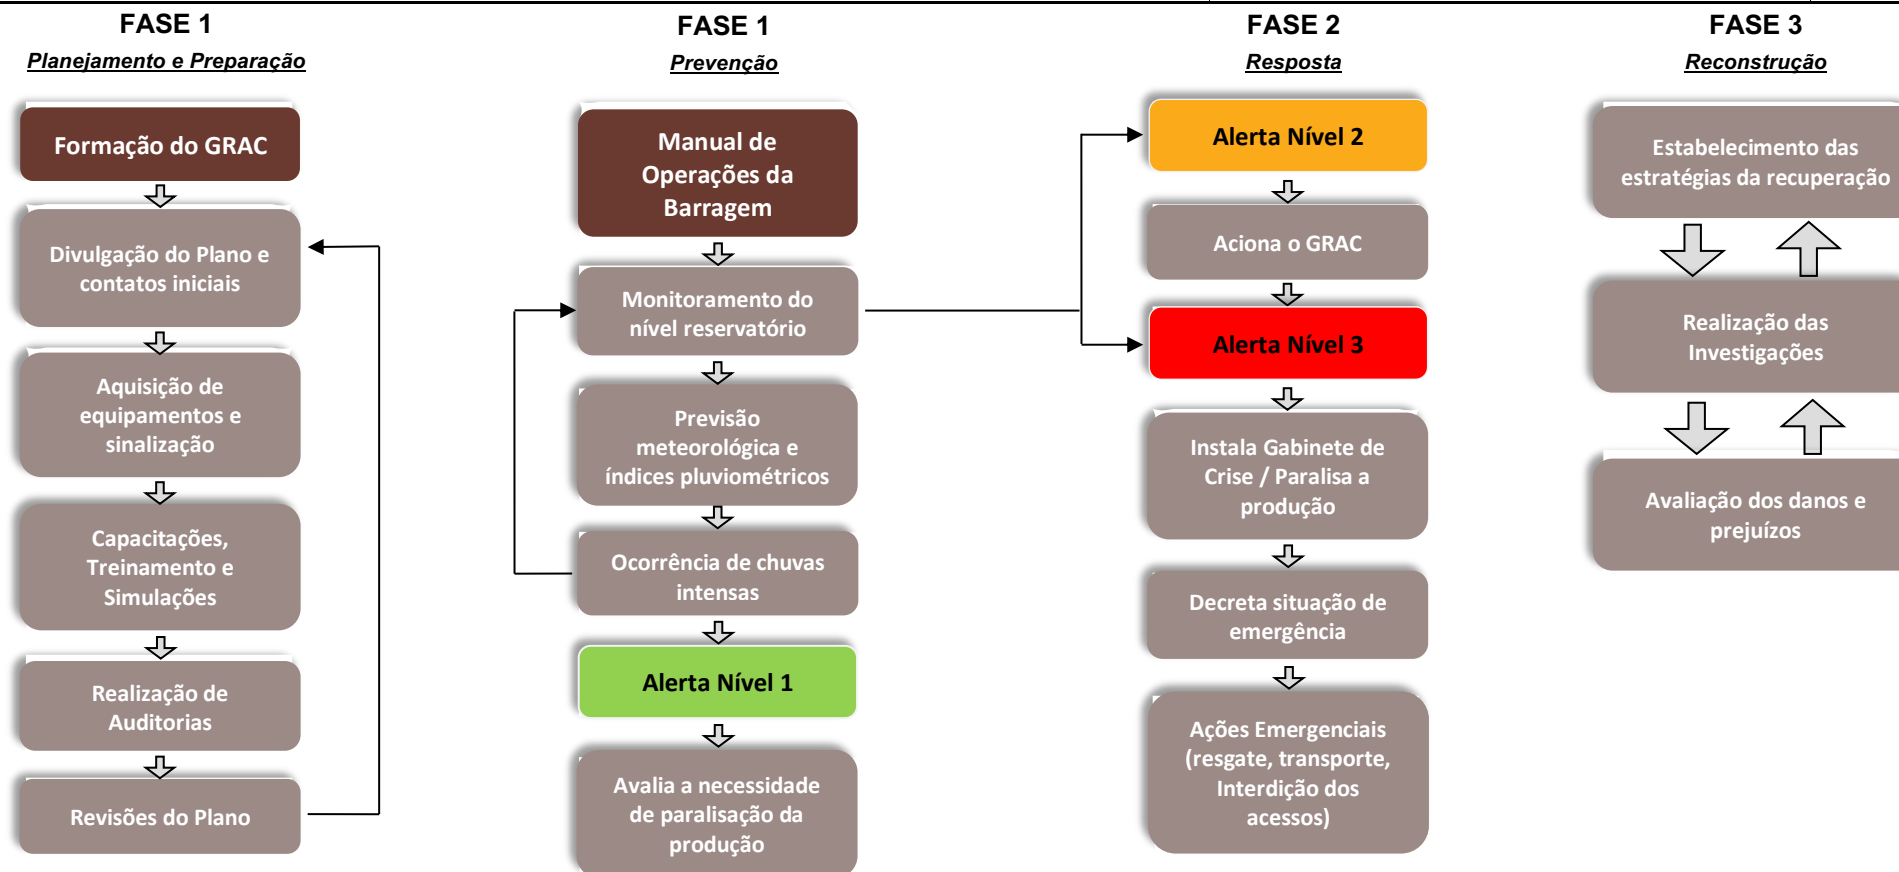 FASE 1
Planejamento e Preparação
Formação do GRAC
Divulgação do Plano e
contatos iniciais
Aquisição de
equipamentos e
sinalização
Capacitações,
Treinamento e
Simulações
Realização de
Auditorias
Revisões do Plano
FASE 1
Prevenção
Manual de
Operações da
Barragem
Monitoramento do
nível reservatório
Previsão
meteorológica e
índices pluviométricos
Ocorrência de chuvas
intensas
Alerta Nível 1
Avalia a necessidade
de paralisação da
produção
FASE 2
Resposta
Alerta Nível 2
Aciona o GRAC
Alerta Nível 3
Instala Gabinete de
Crise / Paralisa a
produção
Decreta situação de
emergência
Ações Emergenciais
(resgate, transporte,
Interdição dos
acessos)
FASE 3
Reconstrução
Estabelecimento das
estratégias da recuperação
Realização das
Investigações
Avaliação dos danos e
prejuízos